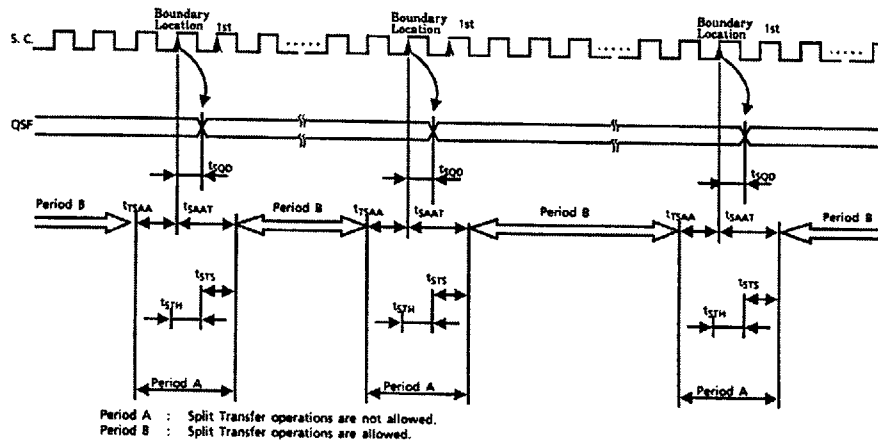 Boundary Location 1st Boundary Location 1st Boundary Location 1st
S. C.
QSF
tSQD tSQD tSQD
Period B tTSAA tSAAT Period B tTSAA tSAAT Period B tTSAA tSAAT Period B
tSTS tSTS tSTS
tSTH tSTH tSTH
Period A Period A Period A
Period A : Split Transfer operations are not allowed.
Period B : Split Transfer operations are allowed.